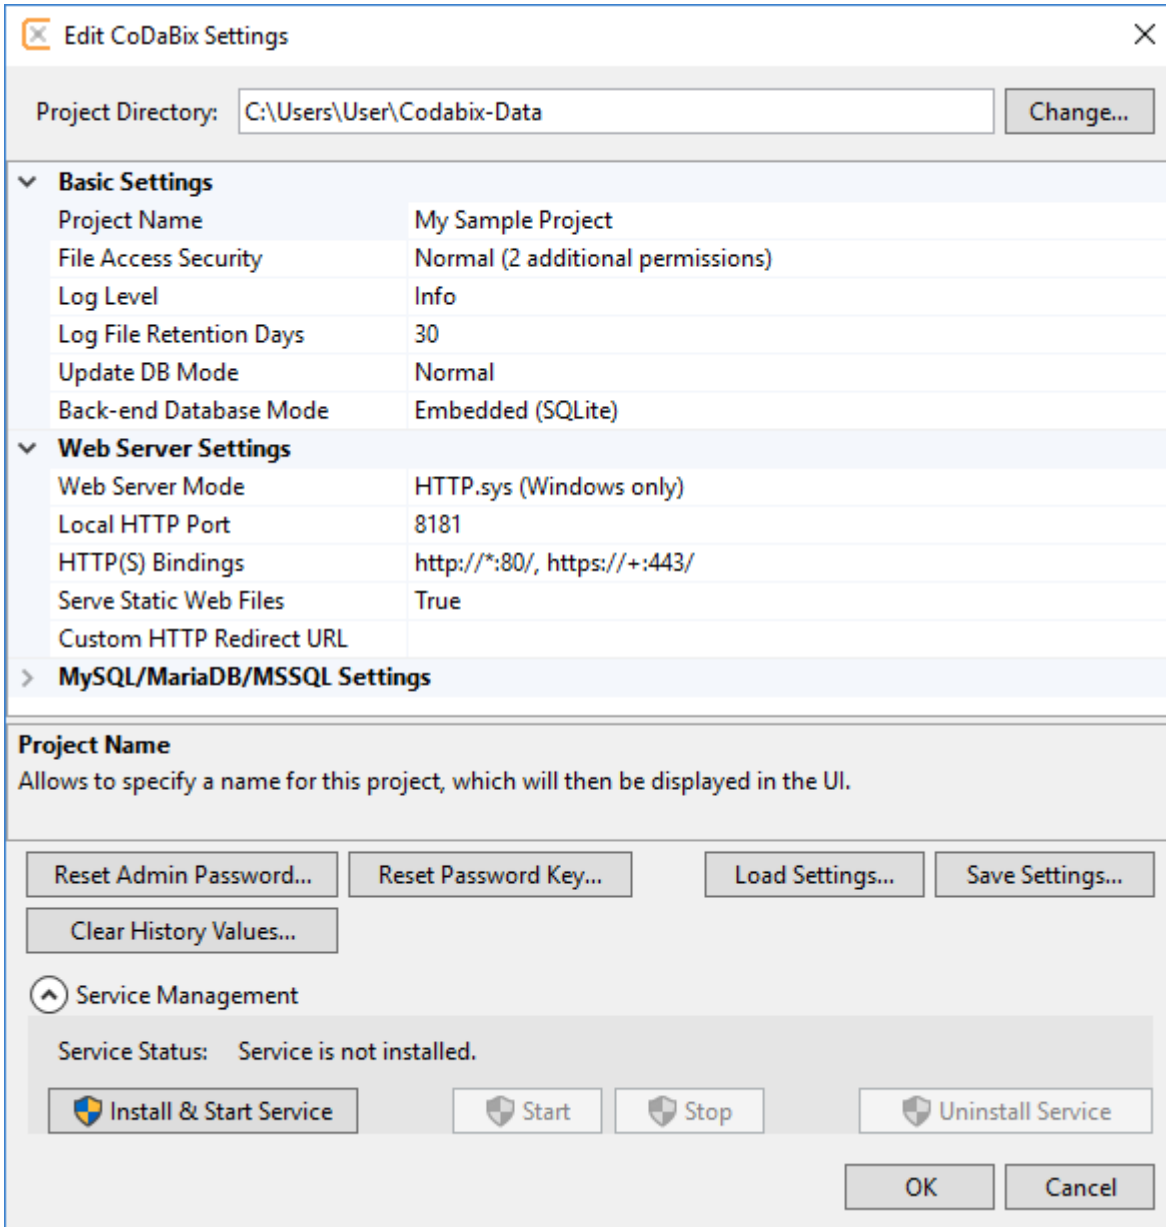 Edit CoDaBix Settings
Project Directory: C:\Users\User\Codabix-Data Change...
Basic Settings
Project Name My Sample Project
File Access Security Normal (2 additional permissions)
Log Level Info
Log File Retention Days 30
Update DB Mode Normal
Back-end Database Mode Embedded (SQLite)
Web Server Settings
Web Server Mode HTTP.sys (Windows only)
Local HTTP Port 8181
HTTP(S) Bindings http://*:80/, https://+:443/
Serve Static Web Files True
Custom HTTP Redirect URL
MySQL/MariaDB/MSSQL Settings
Project Name
Allows to specify a name for this project, which will then be displayed in the UI.
Reset Admin Password... Reset Password Key... Load Settings... Save Settings...
Clear History Values...
Service Management
Service Status: Service is not installed.
Install & Start Service Start Stop Uninstall Service
OK Cancel